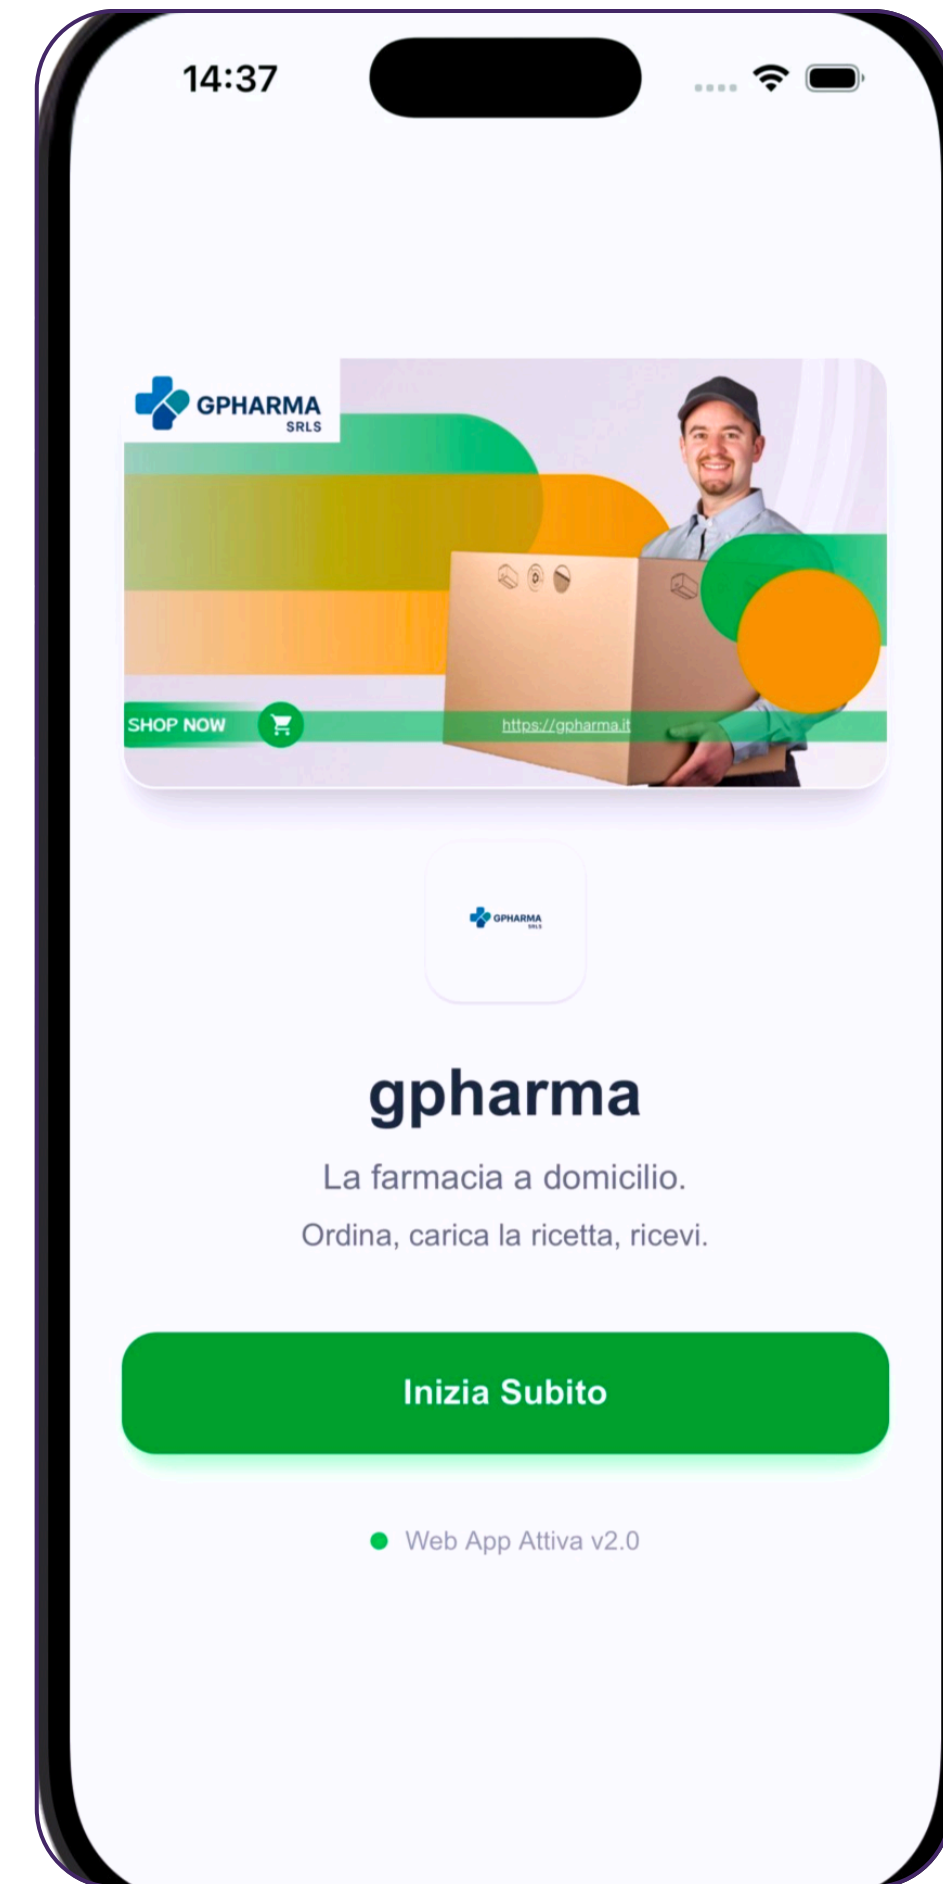 14:37
GPHARMA
SRLS
SHOP NOW
https://gpharma.it
GPHARMA
SRLS
gpharma
La farmacia a domicilio.
Ordina, carica la ricetta, ricevi.
Inizia Subito
Web App Attiva v2.0